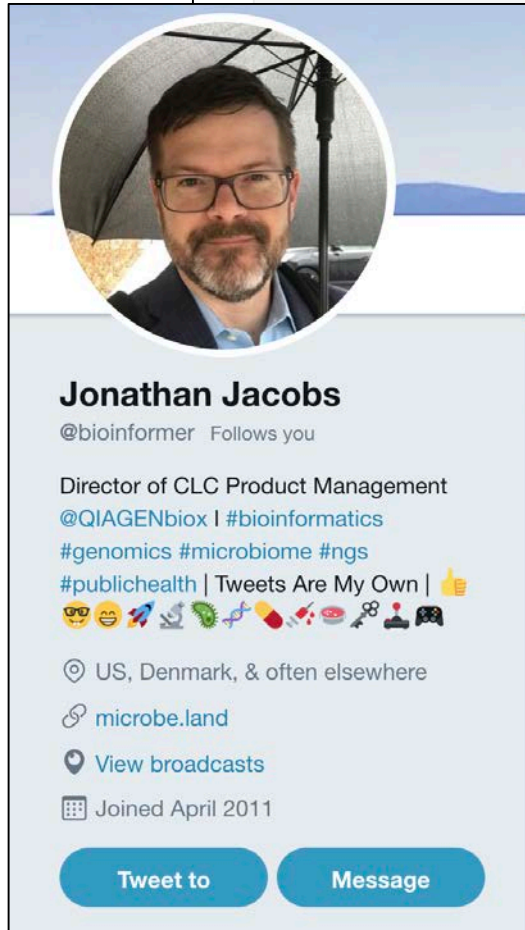 Jonathan Jacobs
@bioinformer Follows you
Director of CLC Product Management
@QIAGENbiox I #bioinformatics
#genomics #microbiome #ngs
#publichealth | Tweets Are My Own | 👍
🤓😄🚀🔬🦠🧬💊💉🧫🗝🕹🎮
US, Denmark, & often elsewhere
microbe.land
View broadcasts
Joined April 2011
Tweet to Message